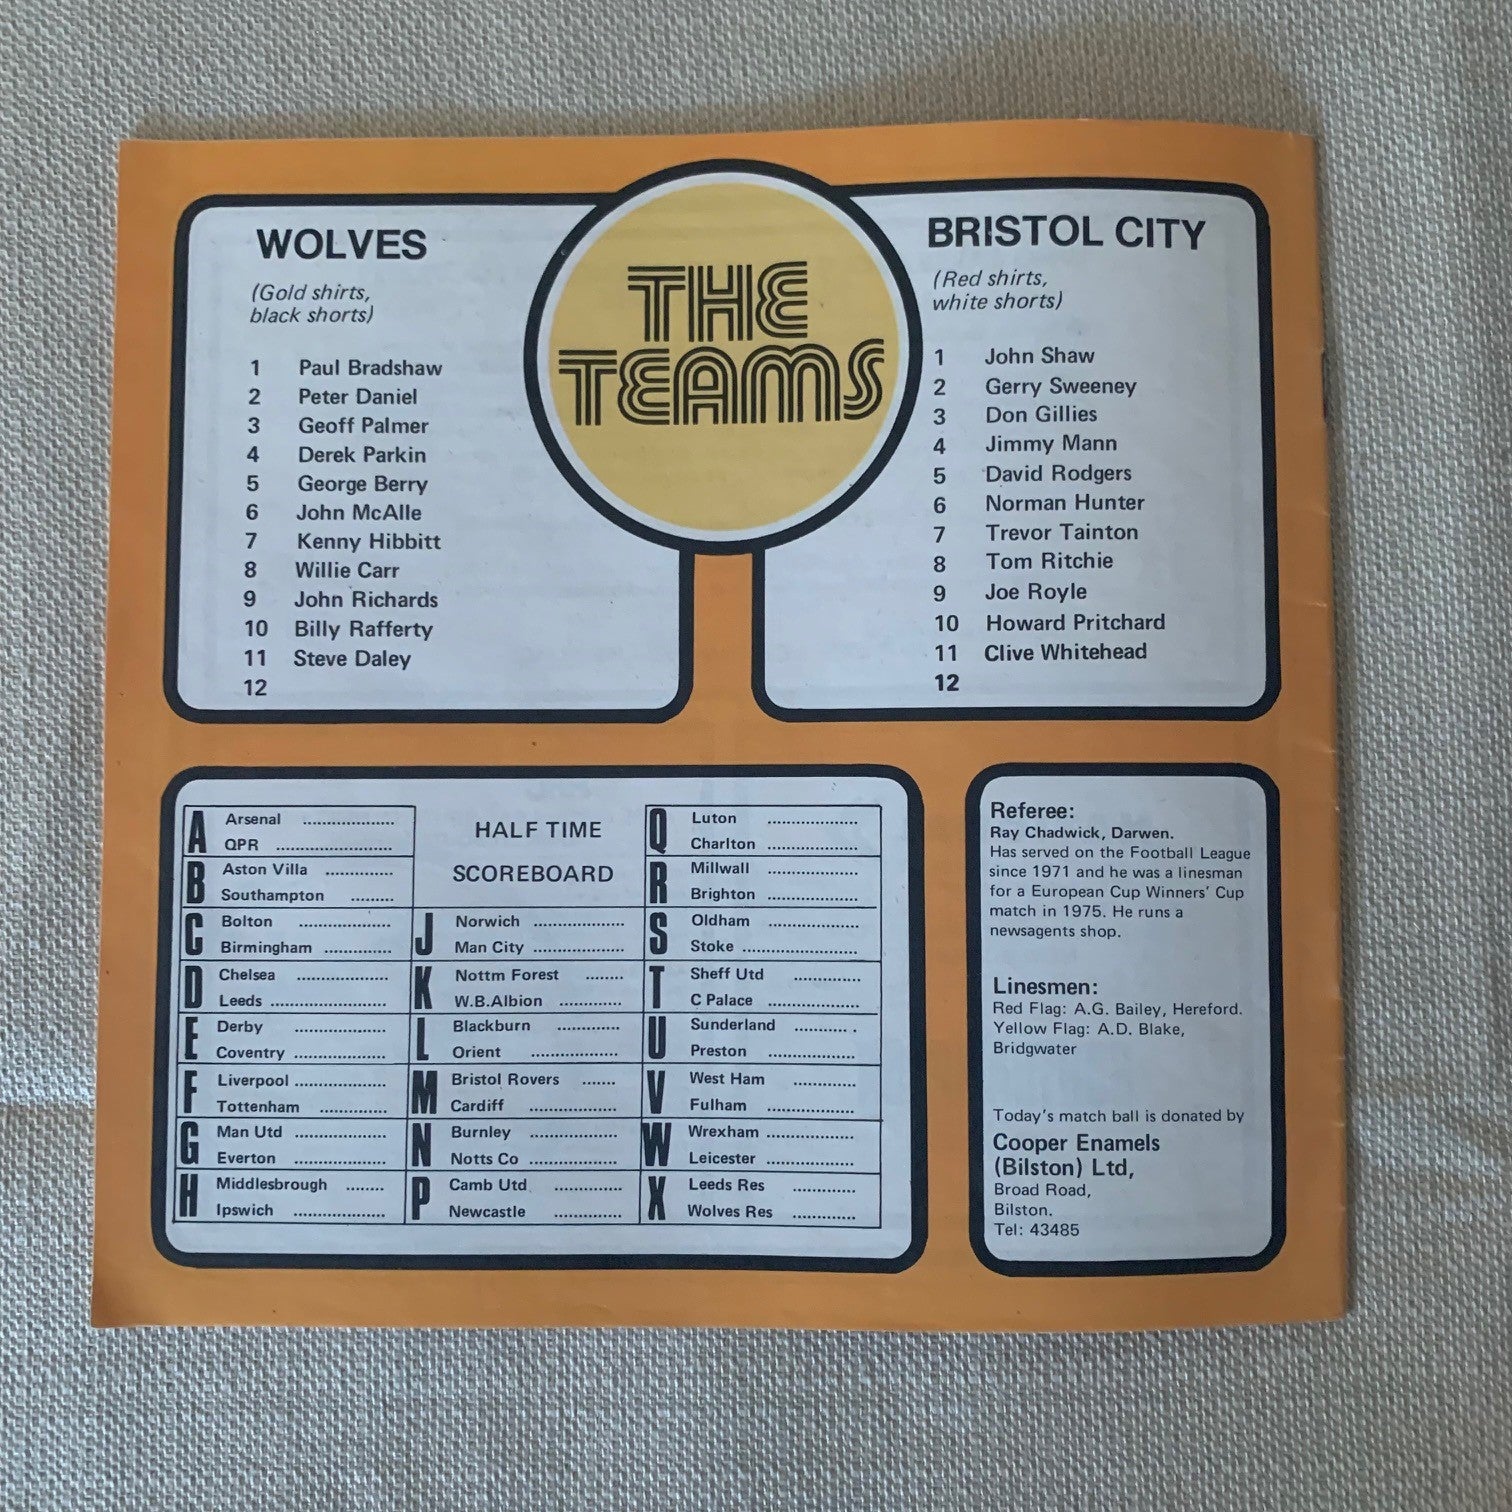 WOLVES
(Gold shirts,
black shorts)
1 Paul Bradshaw
2 Peter Daniel
3 Geoff Palmer
4 Derek Parkin
5 George Berry
6 John McAlle
7 Kenny Hibbitt
8 Willie Carr
9 John Richards
10 Billy Rafferty
11 Steve Daley
12
THE
TEAMS
BRISTOL CITY
(Red shirts,
white shorts)
1 John Shaw
2 Gerry Sweeney
3 Don Gillies
4 Jimmy Mann
5 David Rodgers
6 Norman Hunter
7 Trevor Tainton
8 Tom Ritchie
9 Joe Royle
10 Howard Pritchard
11 Clive Whitehead
12
HALF TIME
SCOREBOARD
A Arsenal ....................
QPR .........................
B Aston Villa ...............
Southampton .........
C Bolton ....................
Birmingham ...............
D Chelsea ....................
Leeds .........................
E Derby ....................
Coventry ....................
F Liverpool ....................
Tottenham ...............
G Man Utd ....................
Everton ....................
H Middlesbrough ........
Ipswich ....................
J Norwich ....................
Man City ....................
K Nottm Forest ........
W.B.Albion .............
L Blackburn .............
Orient ...................
M Bristol Rovers .......
Cardiff ...................
N Burnley ...................
Notts Co ...................
P Camb Utd ...............
Newcastle ...............
Q Luton ....................
Charlton ....................
R Millwall ....................
Brighton ....................
S Oldham ....................
Stoke .........................
T Sheff Utd ..............
C Palace ....................
U Sunderland ........... .
Preston ...................
V West Ham .............
Fulham ...................
W Wrexham ...................
Leicester ...................
X Leeds Res .............
Wolves Res .............
Referee:
Ray Chadwick, Darwen.
Has served on the Football League
since 1971 and he was a linesman
for a European Cup Winners' Cup
match in 1975. He runs a
newsagents shop.
Linesmen:
Red Flag: A.G. Bailey, Hereford.
Yellow Flag: A.D. Blake,
Bridgwater
Today's match ball is donated by
Cooper Enamels
(Bilston) Ltd,
Broad Road,
Bilston.
Tel: 43485